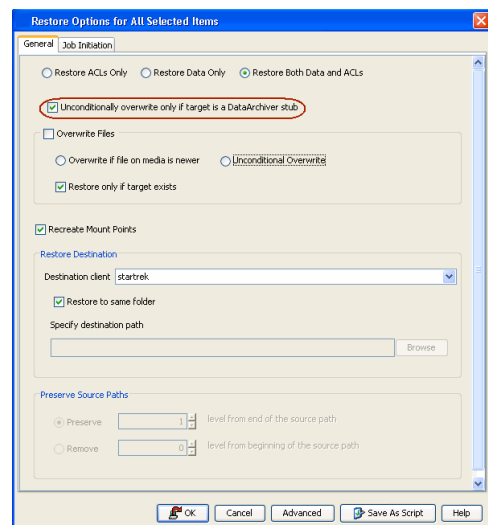 Restore Options for All Selected Items
General Job Initiation
Restore ACLs Only Restore Data Only Restore Both Data and ACLs
Unconditionally overwrite only if target is a DataArchiver stub
Overwrite Files
Overwrite if file on media is newer Unconditional Overwrite
Restore only if target exists
Recreate Mount Points
Restore Destination
Destination client startrek
Restore to same folder
Specify destination path
Browse
Preserve Source Paths
Preserve 1 level from end of the source path
Remove 0 level from beginning of the source path
OK Cancel Advanced Save As Script Help